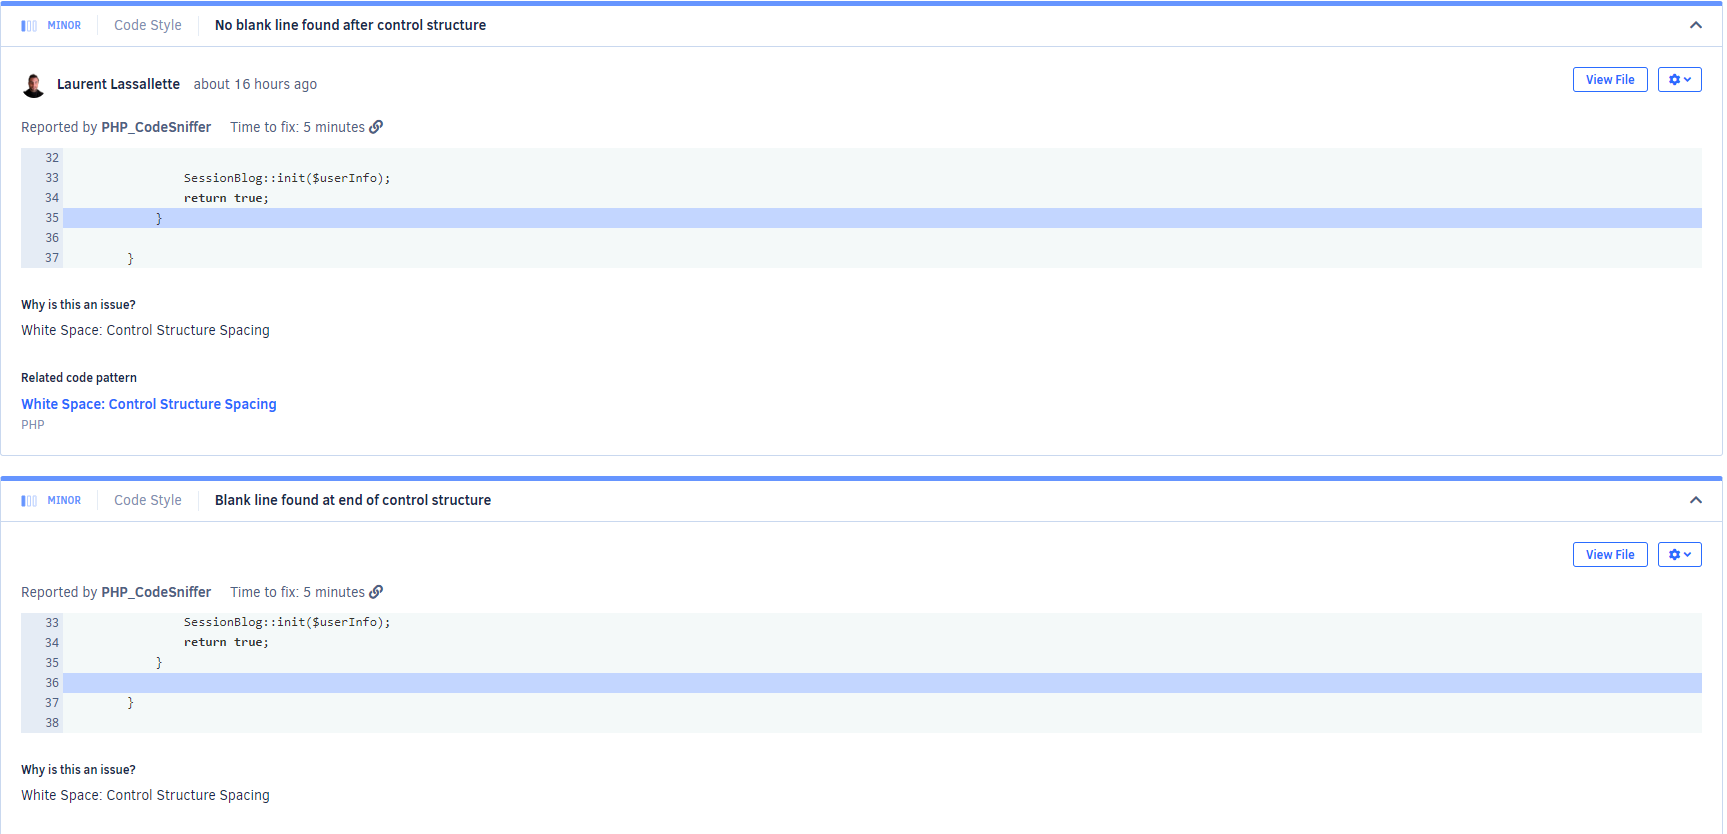 MINOR Code Style No blank line found after control structure
Laurent Lassallette about 16 hours ago View File
Reported by PHP_CodeSniffer Time to fix: 5 minutes
32
33 SessionBlog::init($userInfo);
34 return true;
35 }
36
37 }
Why is this an issue?
White Space: Control Structure Spacing
Related code pattern
White Space: Control Structure Spacing
PHP
MINOR Code Style Blank line found at end of control structure
View File
Reported by PHP_CodeSniffer Time to fix: 5 minutes
33 SessionBlog::init($userInfo);
34 return true;
35 }
36
37 }
38
Why is this an issue?
White Space: Control Structure Spacing